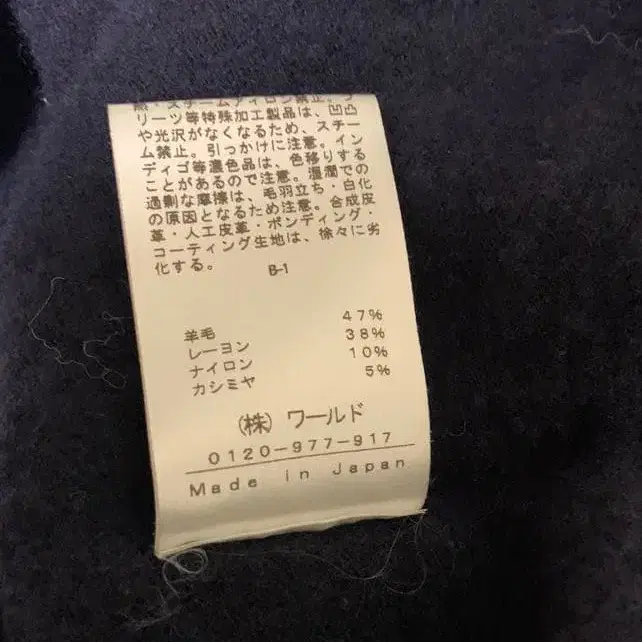 熱・スチームアイロン禁止。プ
リーツ等特殊加工製品は、凹凸
や光沢がなくなるため、スチー
ム禁止。引っかけに注意。イン
ディゴ等濃色品は、色移りする
ことがあるので注意。湿潤での
過剰な摩擦は、毛羽立ち・白化
の原因となるため注意。合成皮
革・人工皮革・ボンディング・
コーティング生地は、徐々に劣
化する。
B-1
羊毛 47%
レーヨン 38%
ナイロン 10%
カシミヤ 5%
(株) ワールド
0120-977-917
Made in Japan